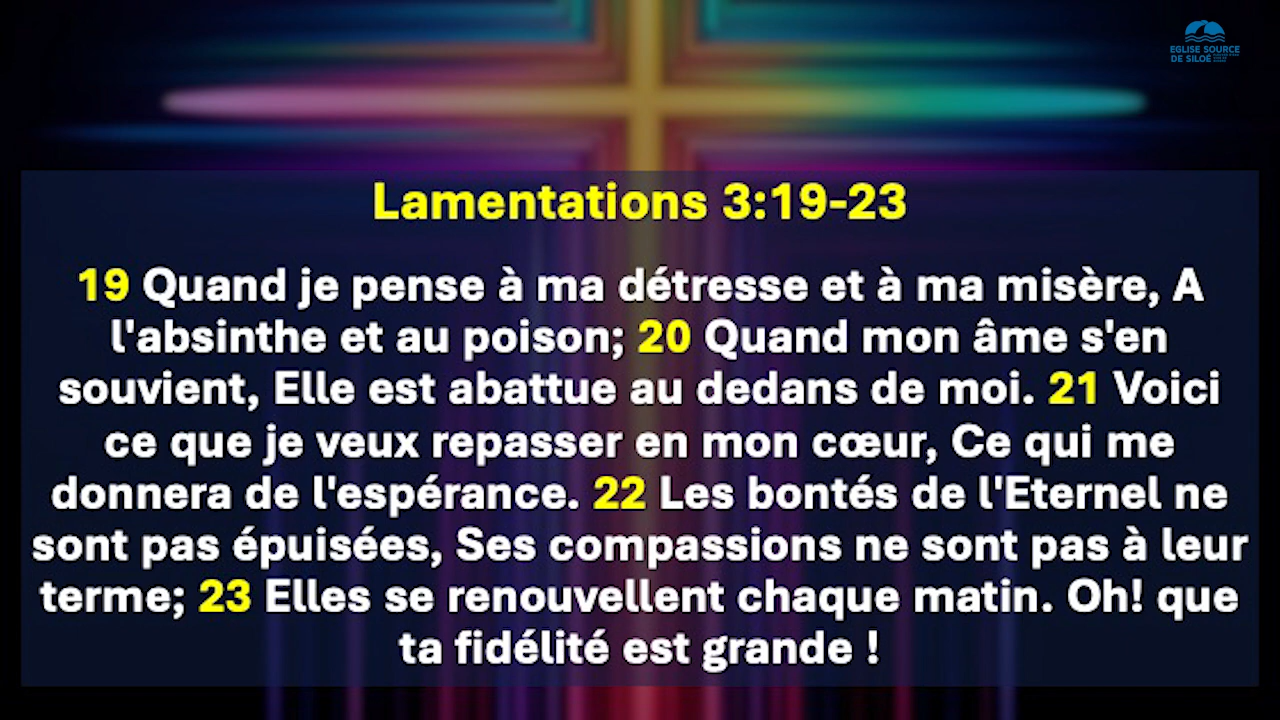 EGLISE SOURCE
DE SILOÉ
Lamentations 3:19-23
19 Quand je pense à ma détresse et à ma misère, A
l'absinthe et au poison; 20 Quand mon âme s'en
souvient, Elle est abattue au dedans de moi. 21 Voici
ce que je veux repasser en mon cœur, Ce qui me
donnera de l'espérance. 22 Les bontés de l'Eternel ne
sont pas épuisées, Ses compassions ne sont pas à leur
terme; 23 Elles se renouvellent chaque matin. Oh! que
ta fidélité est grande !